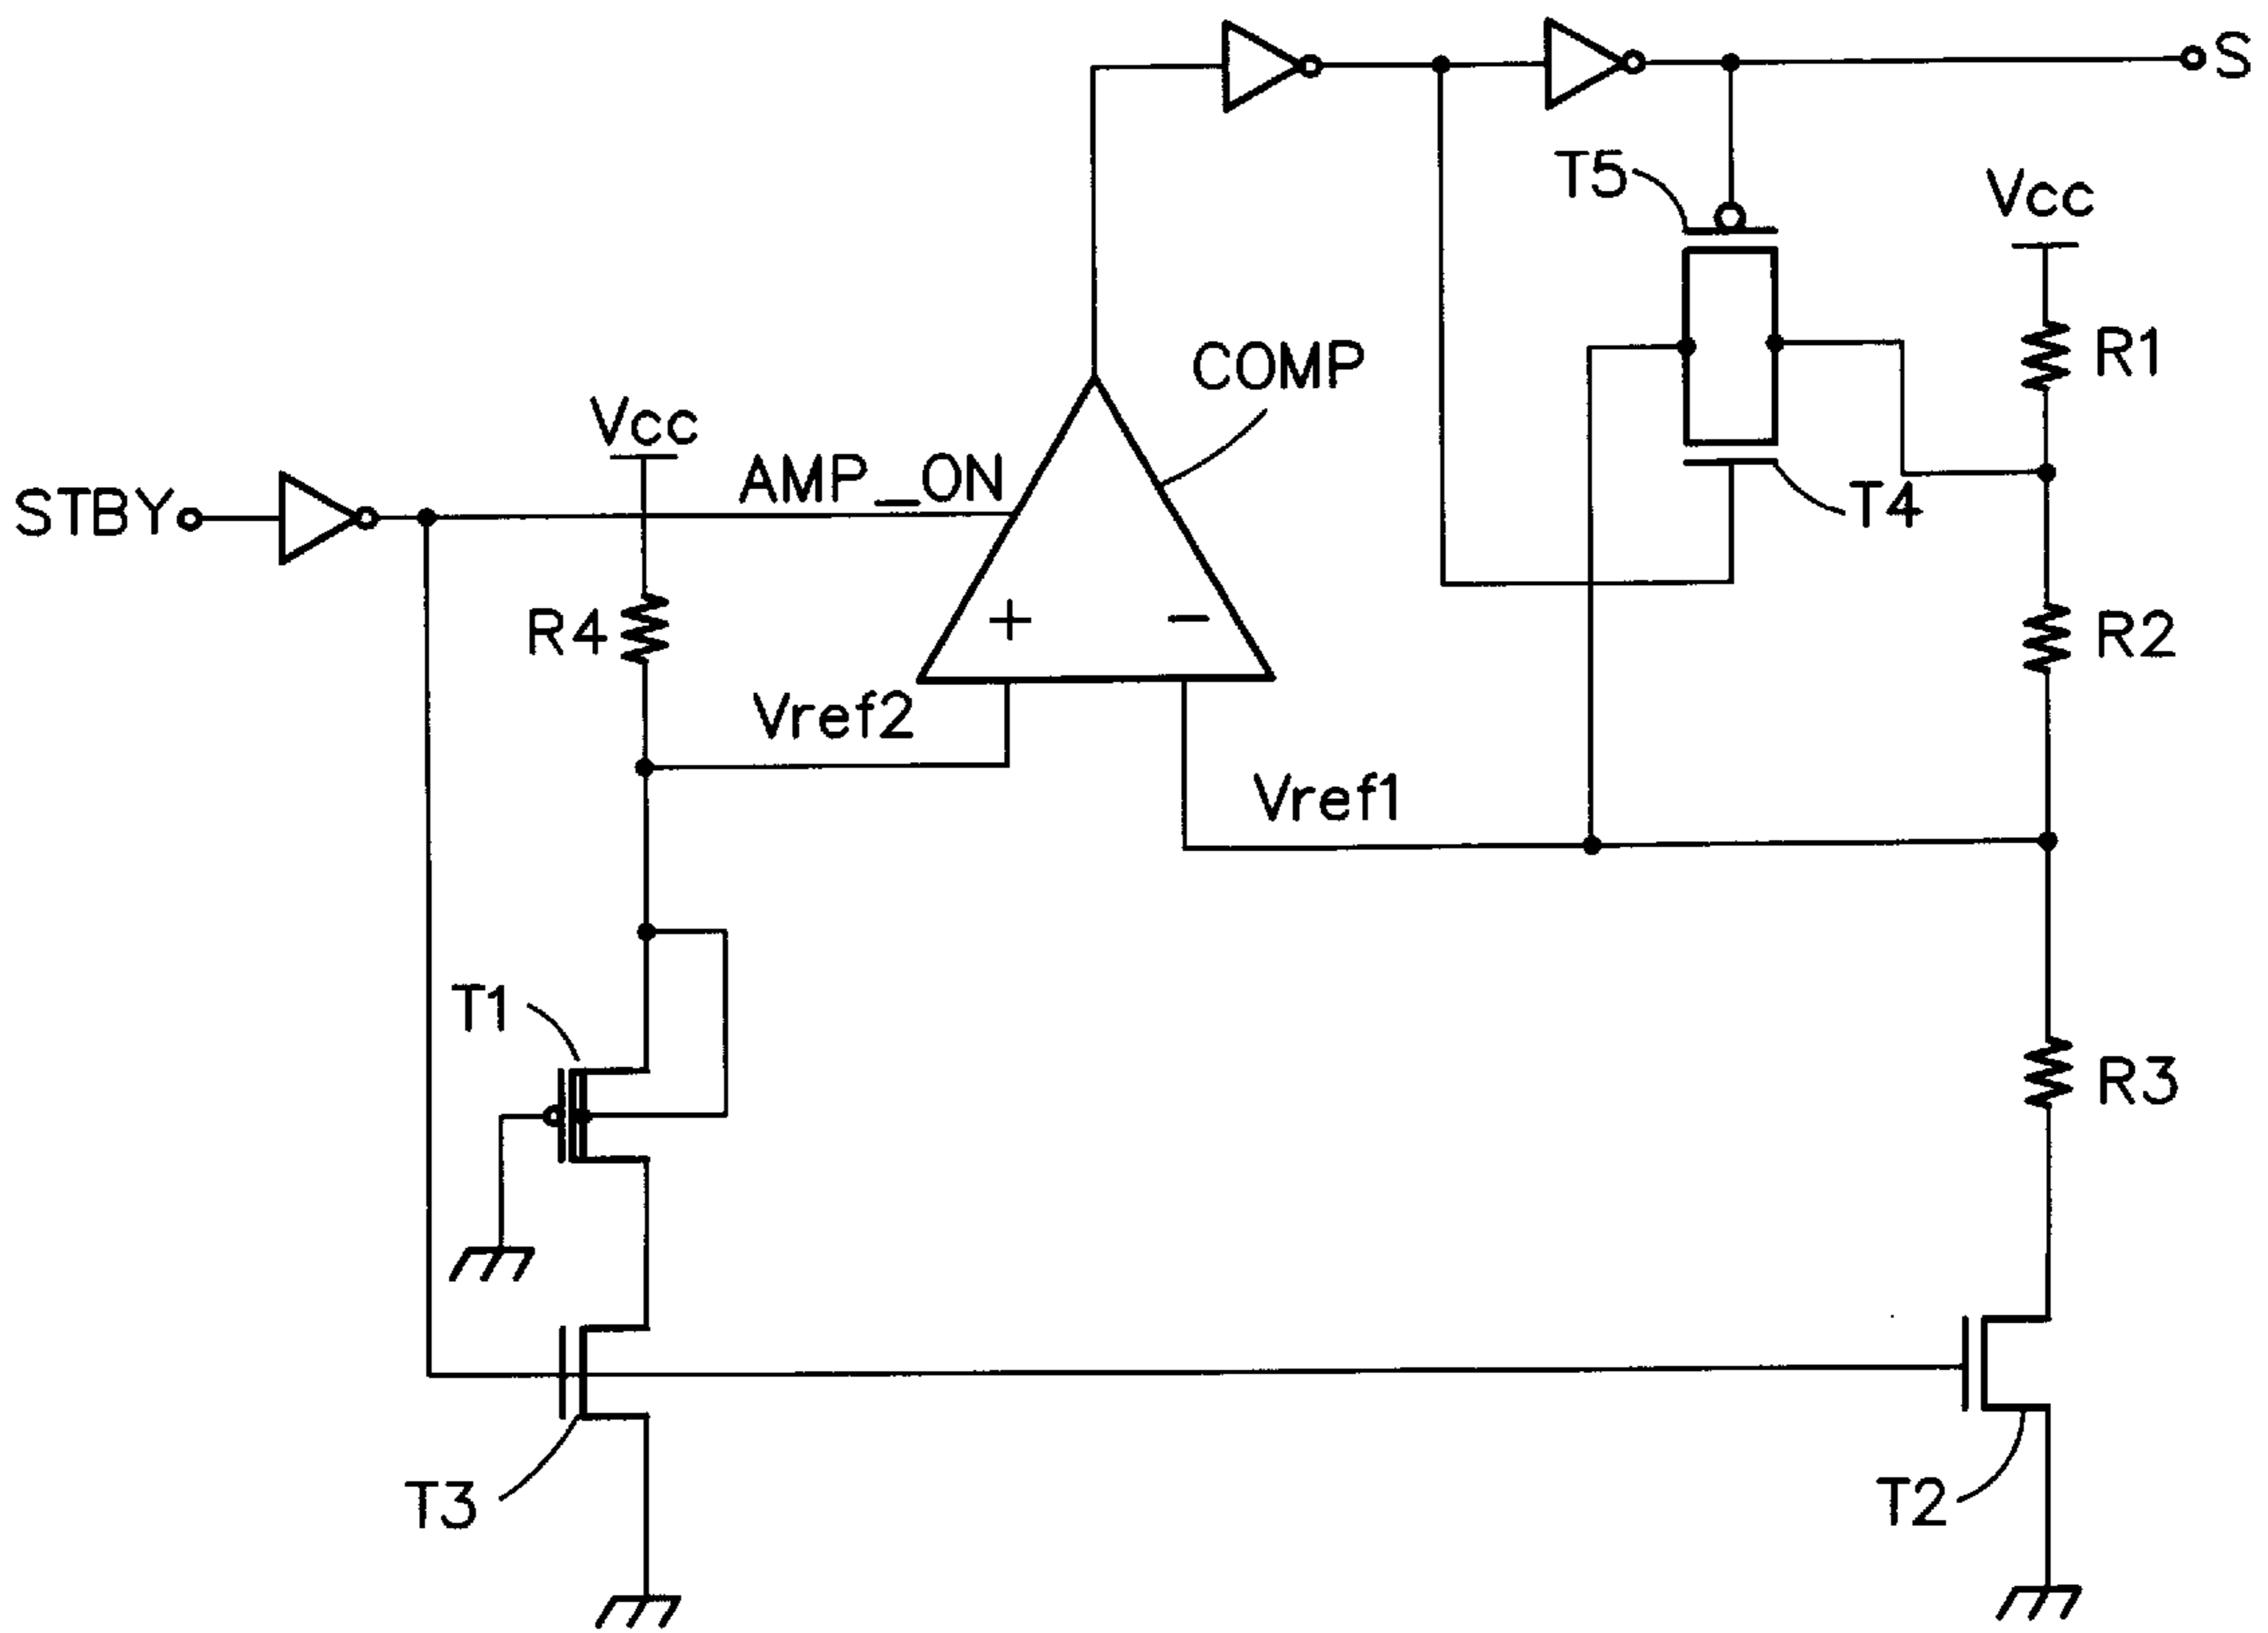 S
T5
Vcc
R1
COMP
Vcc
AMP_ON
STBY
T4
+
−
R4
R2
Vref2
Vref1
T1
R3
T3
T2